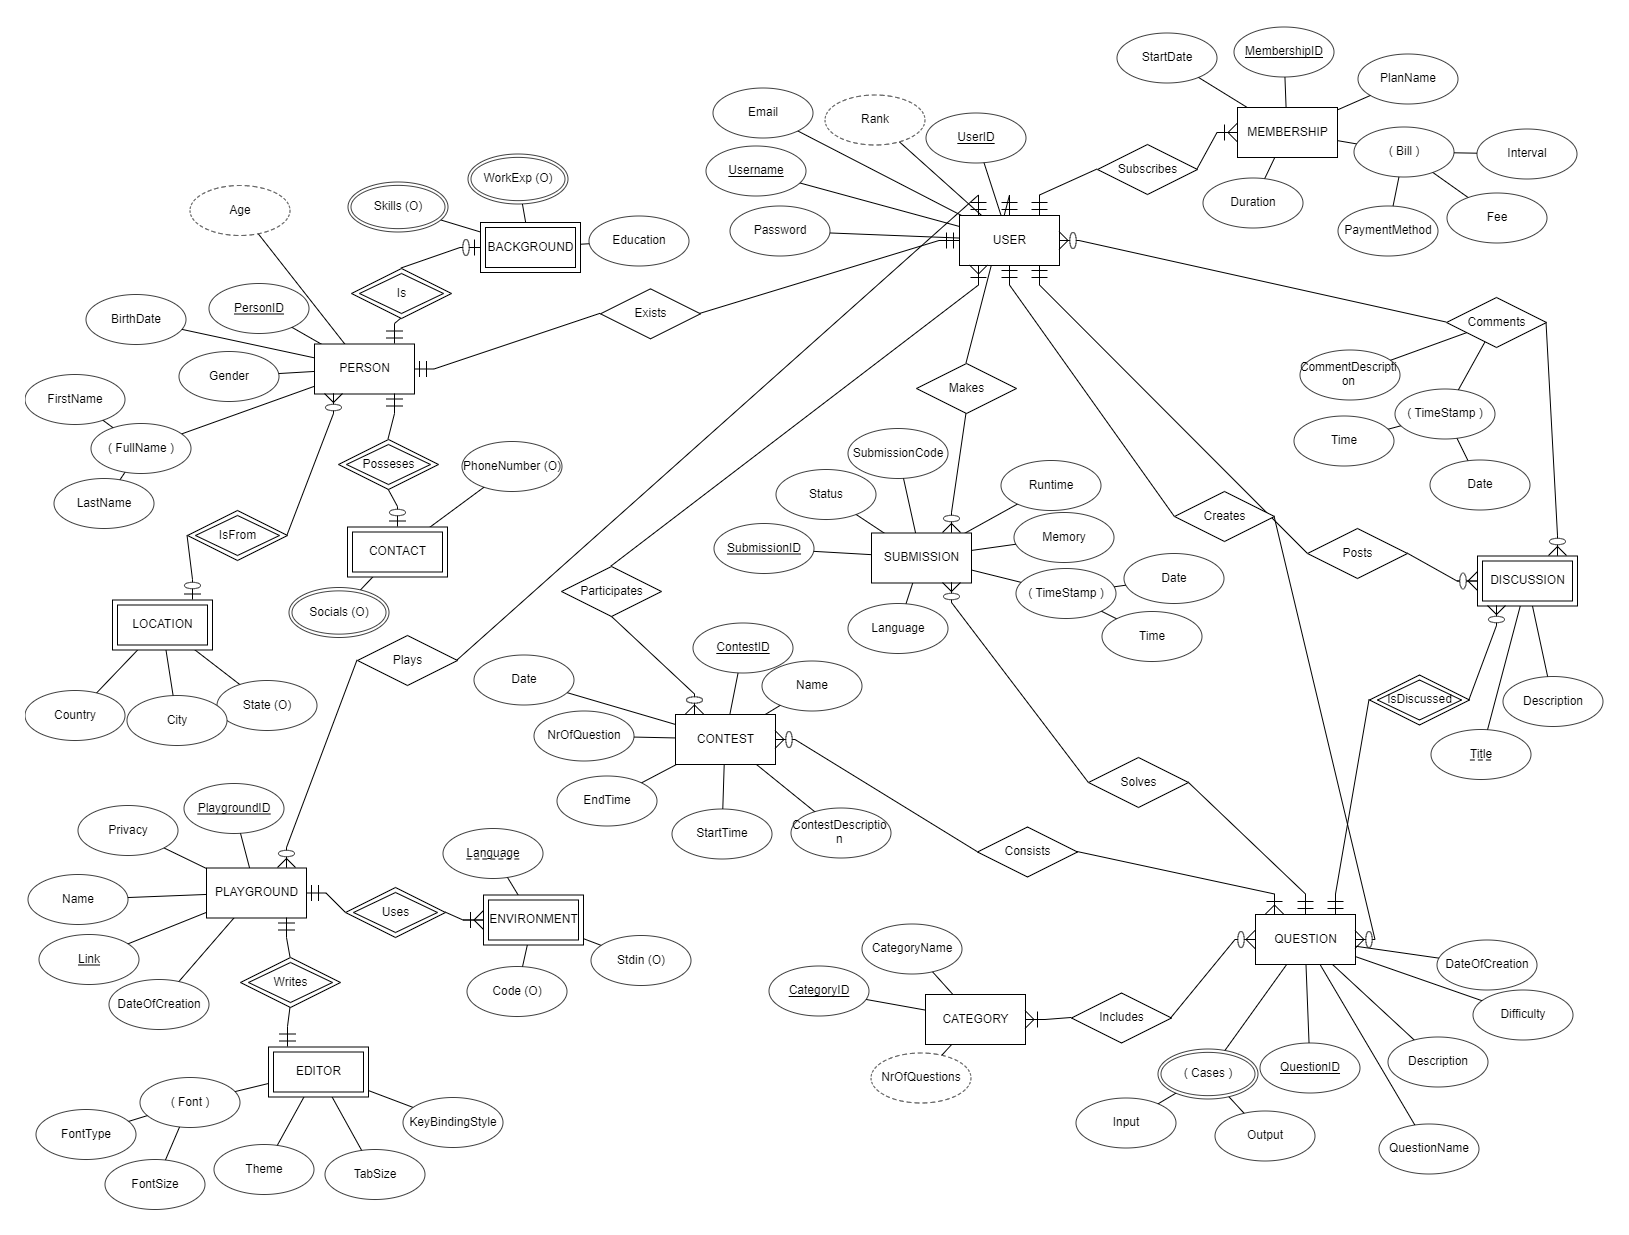 StartDate
MembershipID
PlanName
MEMBERSHIP
( Bill )
Interval
Fee
PaymentMethod
Duration
Subscribes
Email
Rank
UserID
Username
Password
USER
WorkExp (O)
Skills (O)
BACKGROUND
Education
Age
Is
PersonID
BirthDate
Exists
Gender
PERSON
FirstName
( FullName )
LastName
Posseses
PhoneNumber (O)
IsFrom
CONTACT
Socials (O)
LOCATION
Country
City
State (O)
Comments
CommentDescripti
on
( TimeStamp )
Time
Date
Makes
SubmissionCode
Status
Runtime
SubmissionID
SUBMISSION
Memory
( TimeStamp )
Date
Time
Language
Creates
Posts
DISCUSSION
Participates
Plays
ContestID
Date
Name
NrOfQuestion
CONTEST
EndTime
StartTime
ContestDescriptio
n
IsDiscussed
Description
Title
Solves
Consists
PlaygroundID
Privacy
Name
PLAYGROUND
Link
DateOfCreation
Uses
Language
ENVIRONMENT
Stdin (O)
Code (O)
Writes
EDITOR
( Font )
FontType
FontSize
Theme
TabSize
KeyBindingStyle
CategoryName
CategoryID
CATEGORY
NrOfQuestions
Includes
QUESTION
DateOfCreation
Difficulty
Description
QuestionID
( Cases )
Input
Output
QuestionName